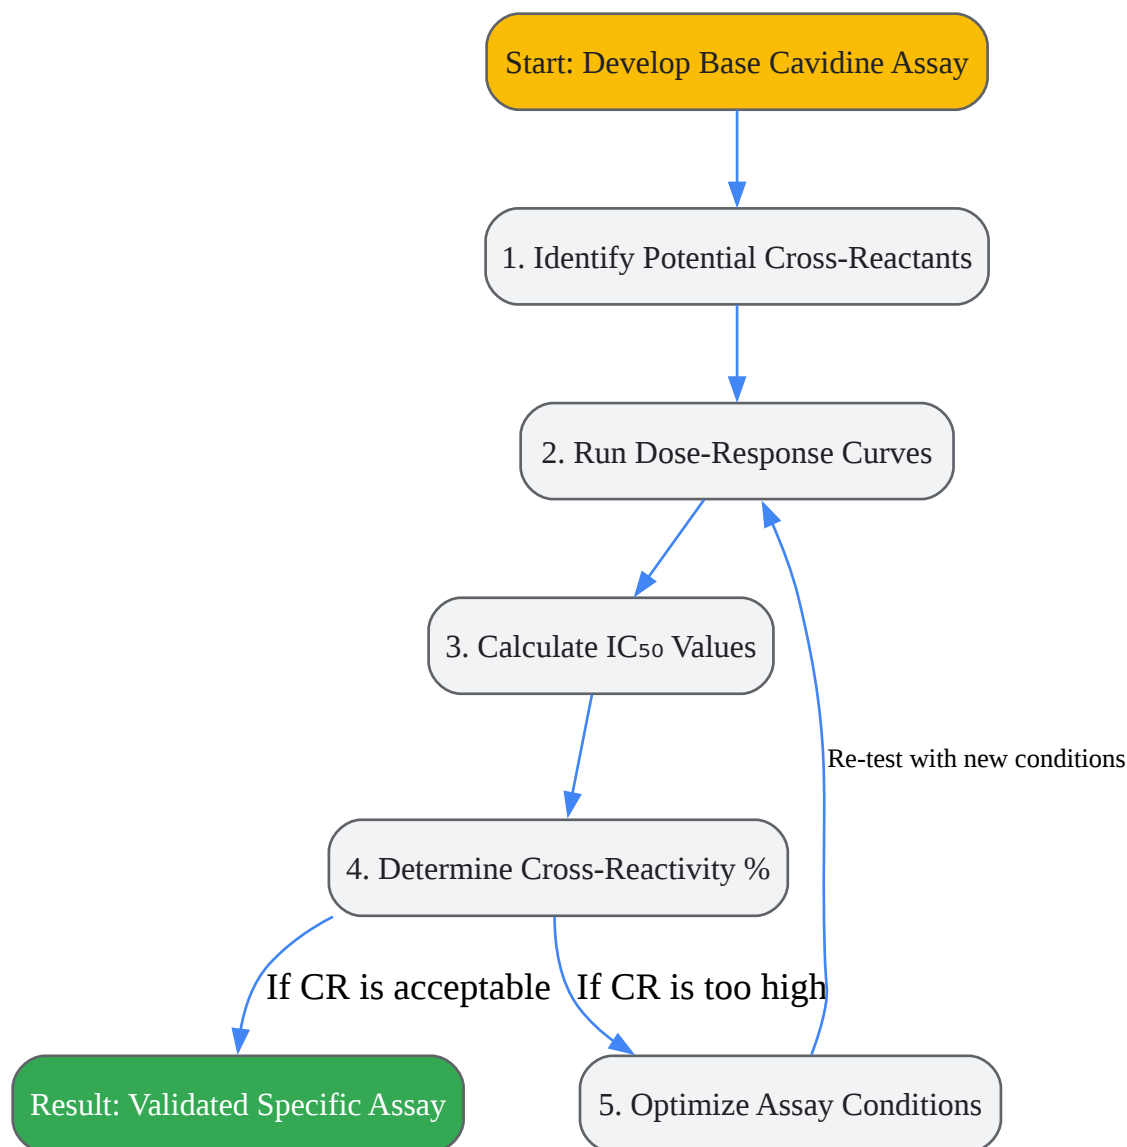 Start: Develop Base Cavidine Assay
1. Identify Potential Cross-Reactants
2. Run Dose-Response Curves
3. Calculate IC₅₀ Values
Re-test with new conditions
4. Determine Cross-Reactivity %
If CR is acceptable
If CR is too high
Result: Validated Specific Assay
5. Optimize Assay Conditions